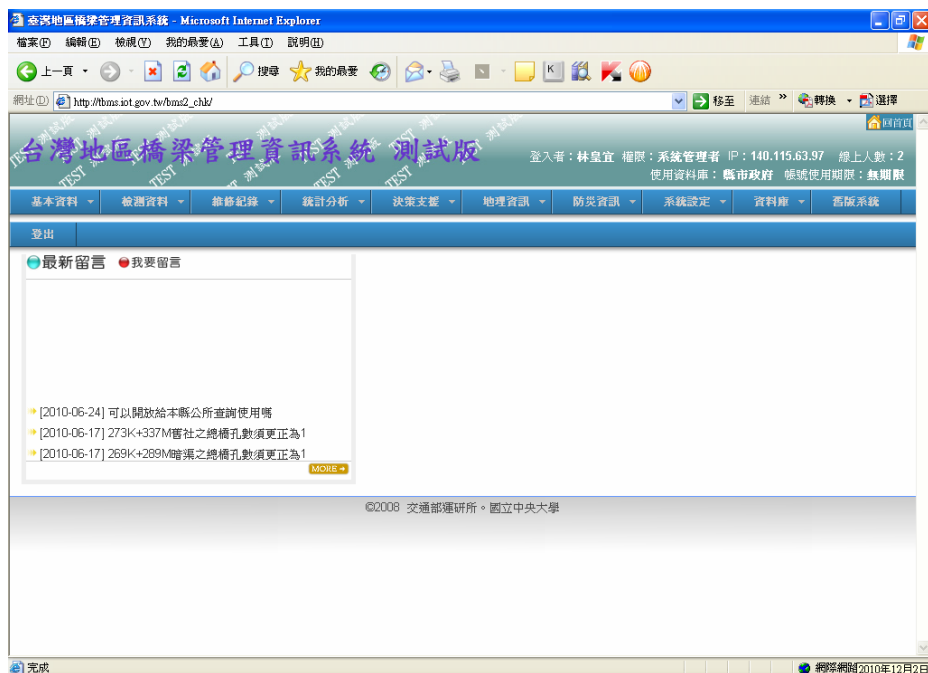 臺灣地區橋梁管理資訊系統 - Microsoft Internet Explorer
檔案(F) 編輯(E) 檢視(V) 我的最愛(A) 工具(T) 說明(H)
上一頁 搜尋 我的最愛
網址(D) http://tbms.iot.gov.tw/bms2_chk/ 移至 連結 » 轉換 選擇
回首頁
台灣地區橋梁管理資訊系統 測試版
登入者：林皇宜 權限：系統管理者 IP：140.115.63.97 線上人數：2
使用資料庫：縣市政府 帳號使用期限：無期限
基本資料 檢測資料 維修紀錄 統計分析 決策支援 地理資訊 防災資訊 系統設定 資料庫 舊版系統
登出
最新留言 我要留言
[2010-06-24] 可以開放給本縣公所查詢使用嗎
[2010-06-17] 273K+337M舊社之總橋孔數須更正為1
[2010-06-17] 269K+289M暗渠之總橋孔數須更正為1
MORE
©2008 交通部運研所。國立中央大學
完成 網際網路 2010年12月2日